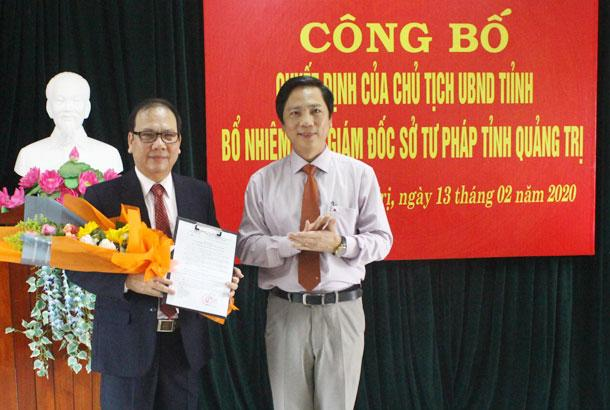 CÔNG BỐ
QUYẾT ĐỊNH CỦA CHỦ TỊCH UBND TỈNH
BỔ NHIỆM GIÁM ĐỐC SỞ TƯ PHÁP TỈNH QUẢNG TRỊ
Trị, ngày 13 tháng 02 năm 2020